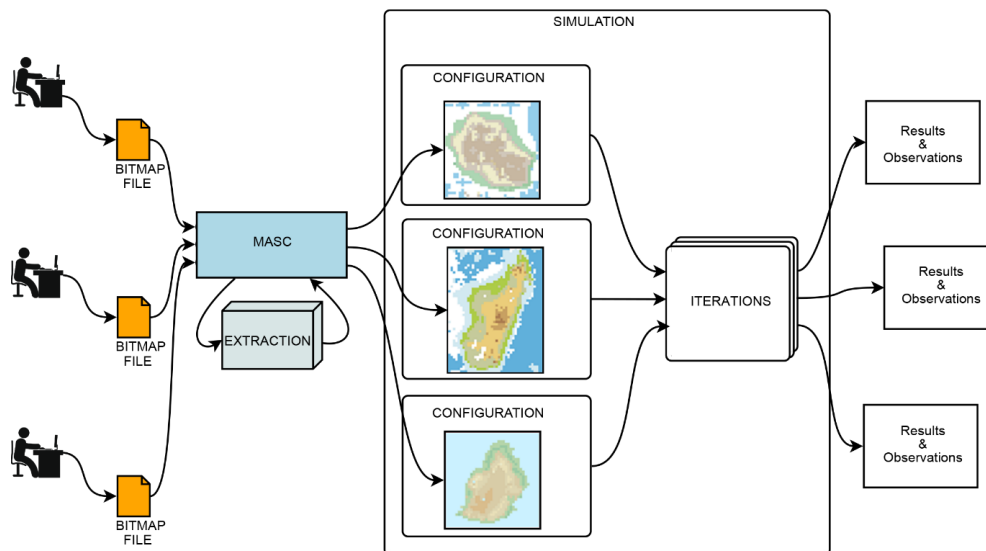 SIMULATION
BITMAP
FILE
BITMAP
FILE
BITMAP
FILE
MASC
EXTRACTION
CONFIGURATION
CONFIGURATION
CONFIGURATION
ITERATIONS
Results
&
Observations
Results
&
Observations
Results
&
Observations